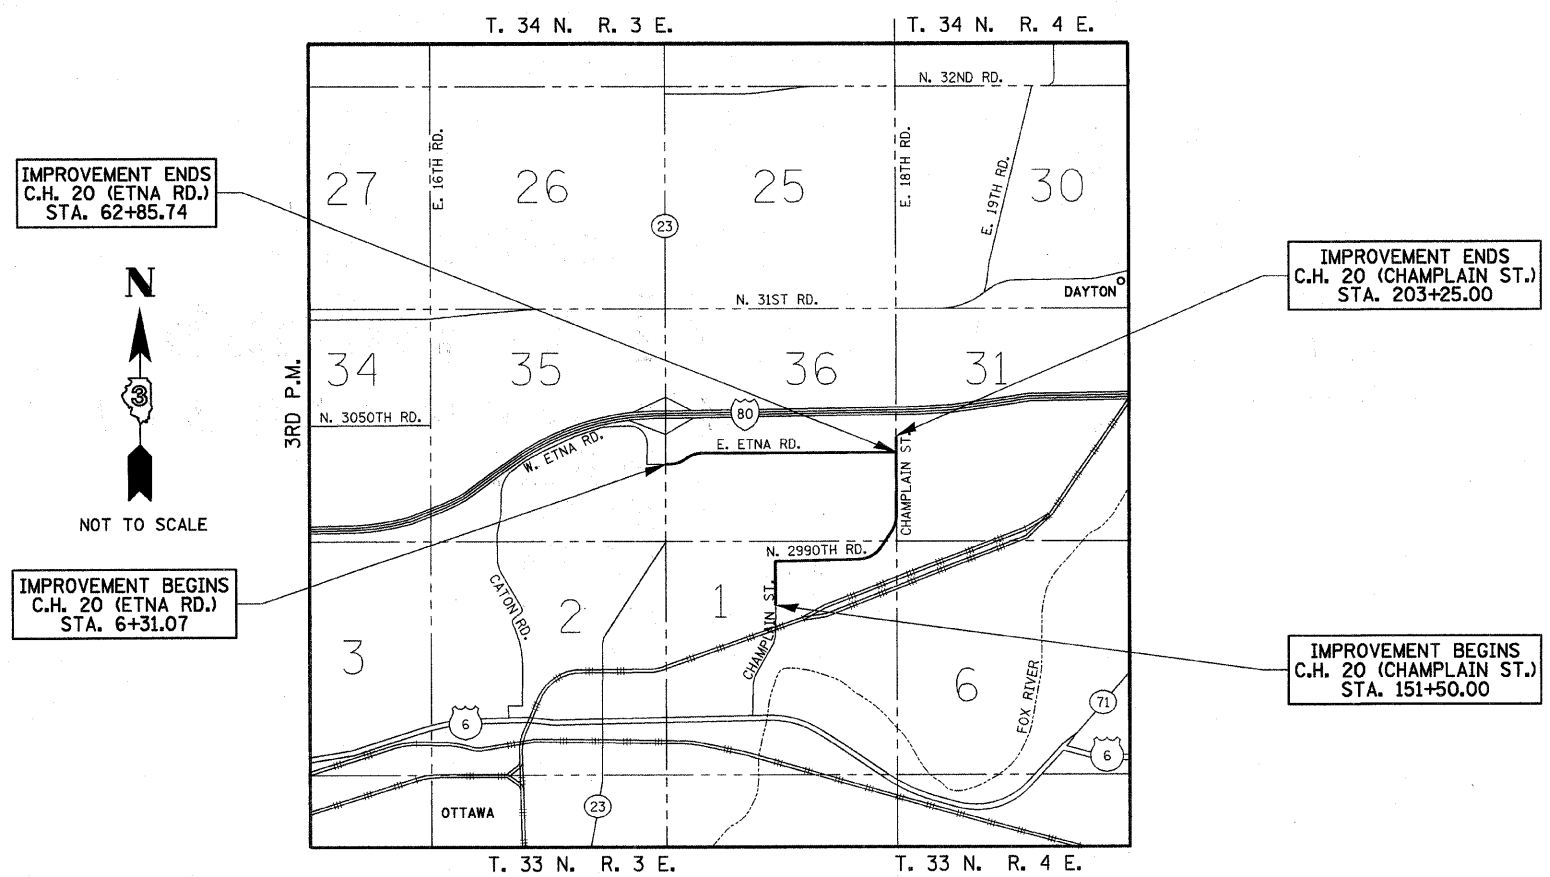 T. 34 N. R. 3 E.
T. 34 N. R. 4 E.
N. 32ND RD.
E. 16TH RD.
E. 18TH RD.
E. 19TH RD.
27
26
25
30
23
IMPROVEMENT ENDS
C.H. 20 (ETNA RD.)
STA. 62+85.74
IMPROVEMENT ENDS
C.H. 20 (CHAMPLAIN ST.)
STA. 203+25.00
N
3
NOT TO SCALE
DAYTON
N. 31ST RD.
3RD P.M.
34
35
36
31
N. 3050TH RD.
80
W. ETNA RD.
E. ETNA RD.
CHAMPLAIN ST.
N. 2990TH RD.
IMPROVEMENT BEGINS
C.H. 20 (ETNA RD.)
STA. 6+31.07
CATON RD.
2
1
CHAMPLAIN ST.
CHAMPLAIN
3
6
FOX RIVER
71
IMPROVEMENT BEGINS
C.H. 20 (CHAMPLAIN ST.)
STA. 151+50.00
6
6
OTTAWA
23
T. 33 N. R. 3 E.
T. 33 N. R. 4 E.